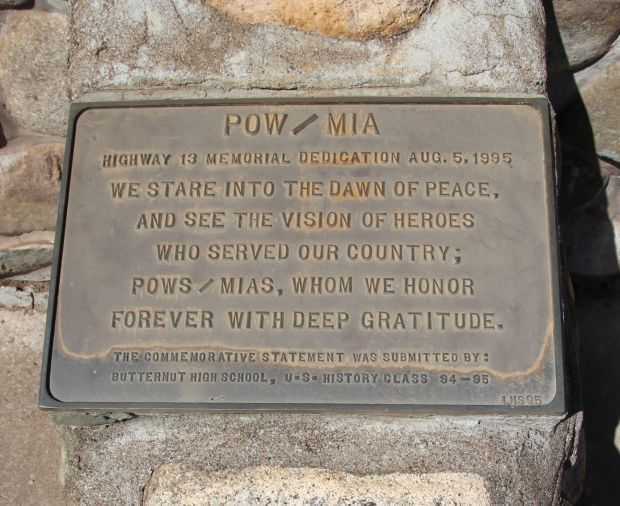 POW/MIA
HIGHWAY 13 MEMORIAL DEDICATION AUG. 5, 1995
WE STARE INTO THE DAWN OF PEACE,
AND SEE THE VISION OF HEROES
WHO SERVED OUR COUNTRY;
POWS/MIAS, WHOM WE HONOR
FOREVER WITH DEEP GRATITUDE.
THE COMMEMORATIVE STATEMENT WAS SUBMITTED BY:
BUTTERNUT HIGH SCHOOL, U.S. HISTORY CLASS 94-95